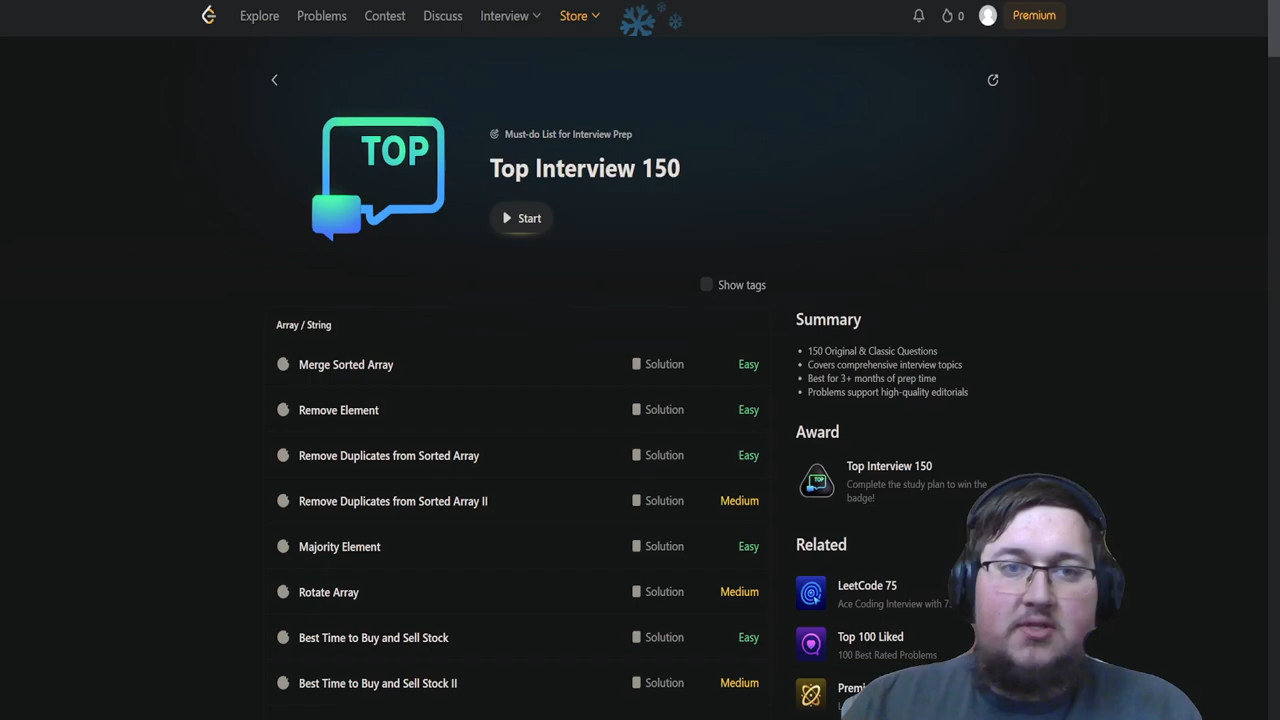 Explore Problems Contest Discuss Interview Store 0 Premium
Must-do List for Interview Prep
Top Interview 150
TOP
Start
Show tags
Array / String
Merge Sorted Array Solution Easy
Remove Element Solution Easy
Remove Duplicates from Sorted Array Solution Easy
Remove Duplicates from Sorted Array II Solution Medium
Majority Element Solution Easy
Rotate Array Solution Medium
Best Time to Buy and Sell Stock Solution Easy
Best Time to Buy and Sell Stock II Solution Medium
Summary
• 150 Original & Classic Questions
• Covers comprehensive interview topics
• Best for 3+ months of prep time
• Problems support high-quality editorials
Award
TOP
Top Interview 150
Complete the study plan to win the
badge!
Related
LeetCode 75
Ace Coding Interview with
Top 100 Liked
100 Best Rated Problems